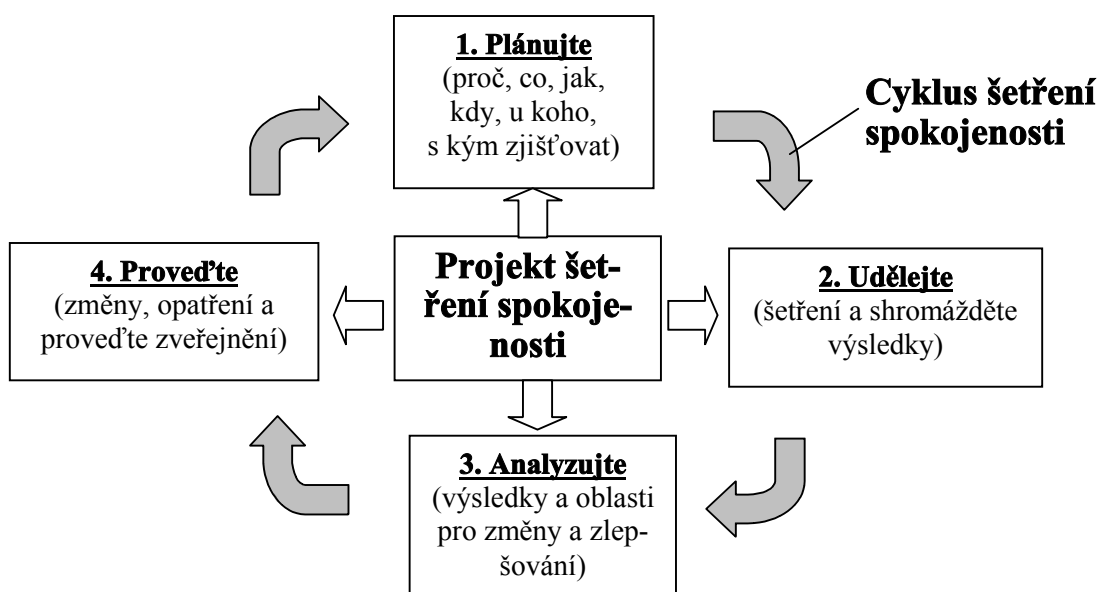 1. Plánujte
(proč, co, jak,
kdy, u koho,
s kým zjišťovat)
Cyklus šetření
spokojenosti
4. Proveďte
(změny, opatření a
proveďte zveřejnění)
Projekt šet-
ření spokoje-
nosti
2. Udělejte
(šetření a shromážděte
výsledky)
3. Analyzujte
(výsledky a oblasti
pro změny a zlep-
šování)